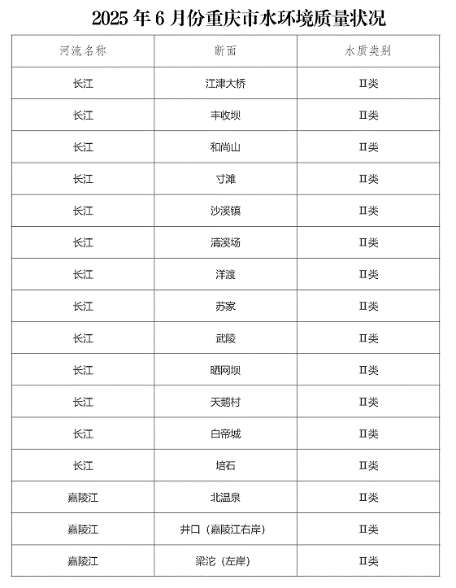 2025 年 6 月份重庆市水环境质量状况
河流名称 断面 水质类别
长江 江津大桥 Ⅱ类
长江 丰收坝 Ⅱ类
长江 和尚山 Ⅱ类
长江 寸滩 Ⅱ类
长江 沙溪镇 Ⅱ类
长江 清溪场 Ⅱ类
长江 洋渡 Ⅱ类
长江 苏家 Ⅱ类
长江 武陵 Ⅱ类
长江 晒网坝 Ⅱ类
长江 天鹅村 Ⅱ类
长江 白帝城 Ⅱ类
长江 培石 Ⅱ类
嘉陵江 北温泉 Ⅱ类
嘉陵江 井口（嘉陵江右岸） Ⅱ类
嘉陵江 梁沱（左岸） Ⅱ类